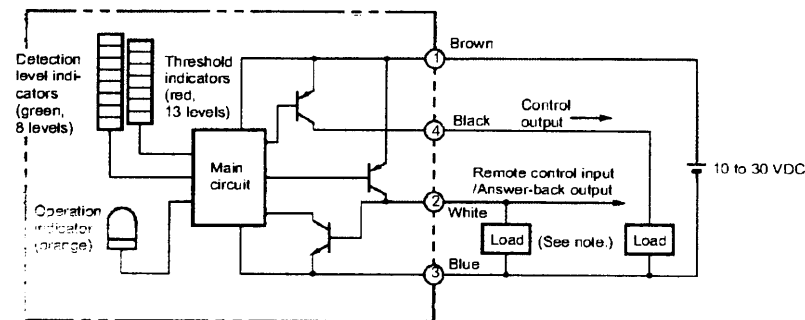 Detection
level indi-
cators
(green,
8 levels)
Threshold
indicators
(red,
13 levels)
Main
circuit
Operation
indicator
(orange)
1 Brown
4 Black
Control
output
Remote control input
/Answer-back output
2
White
Load (See note.) Load
3 Blue
10 to 30 VDC